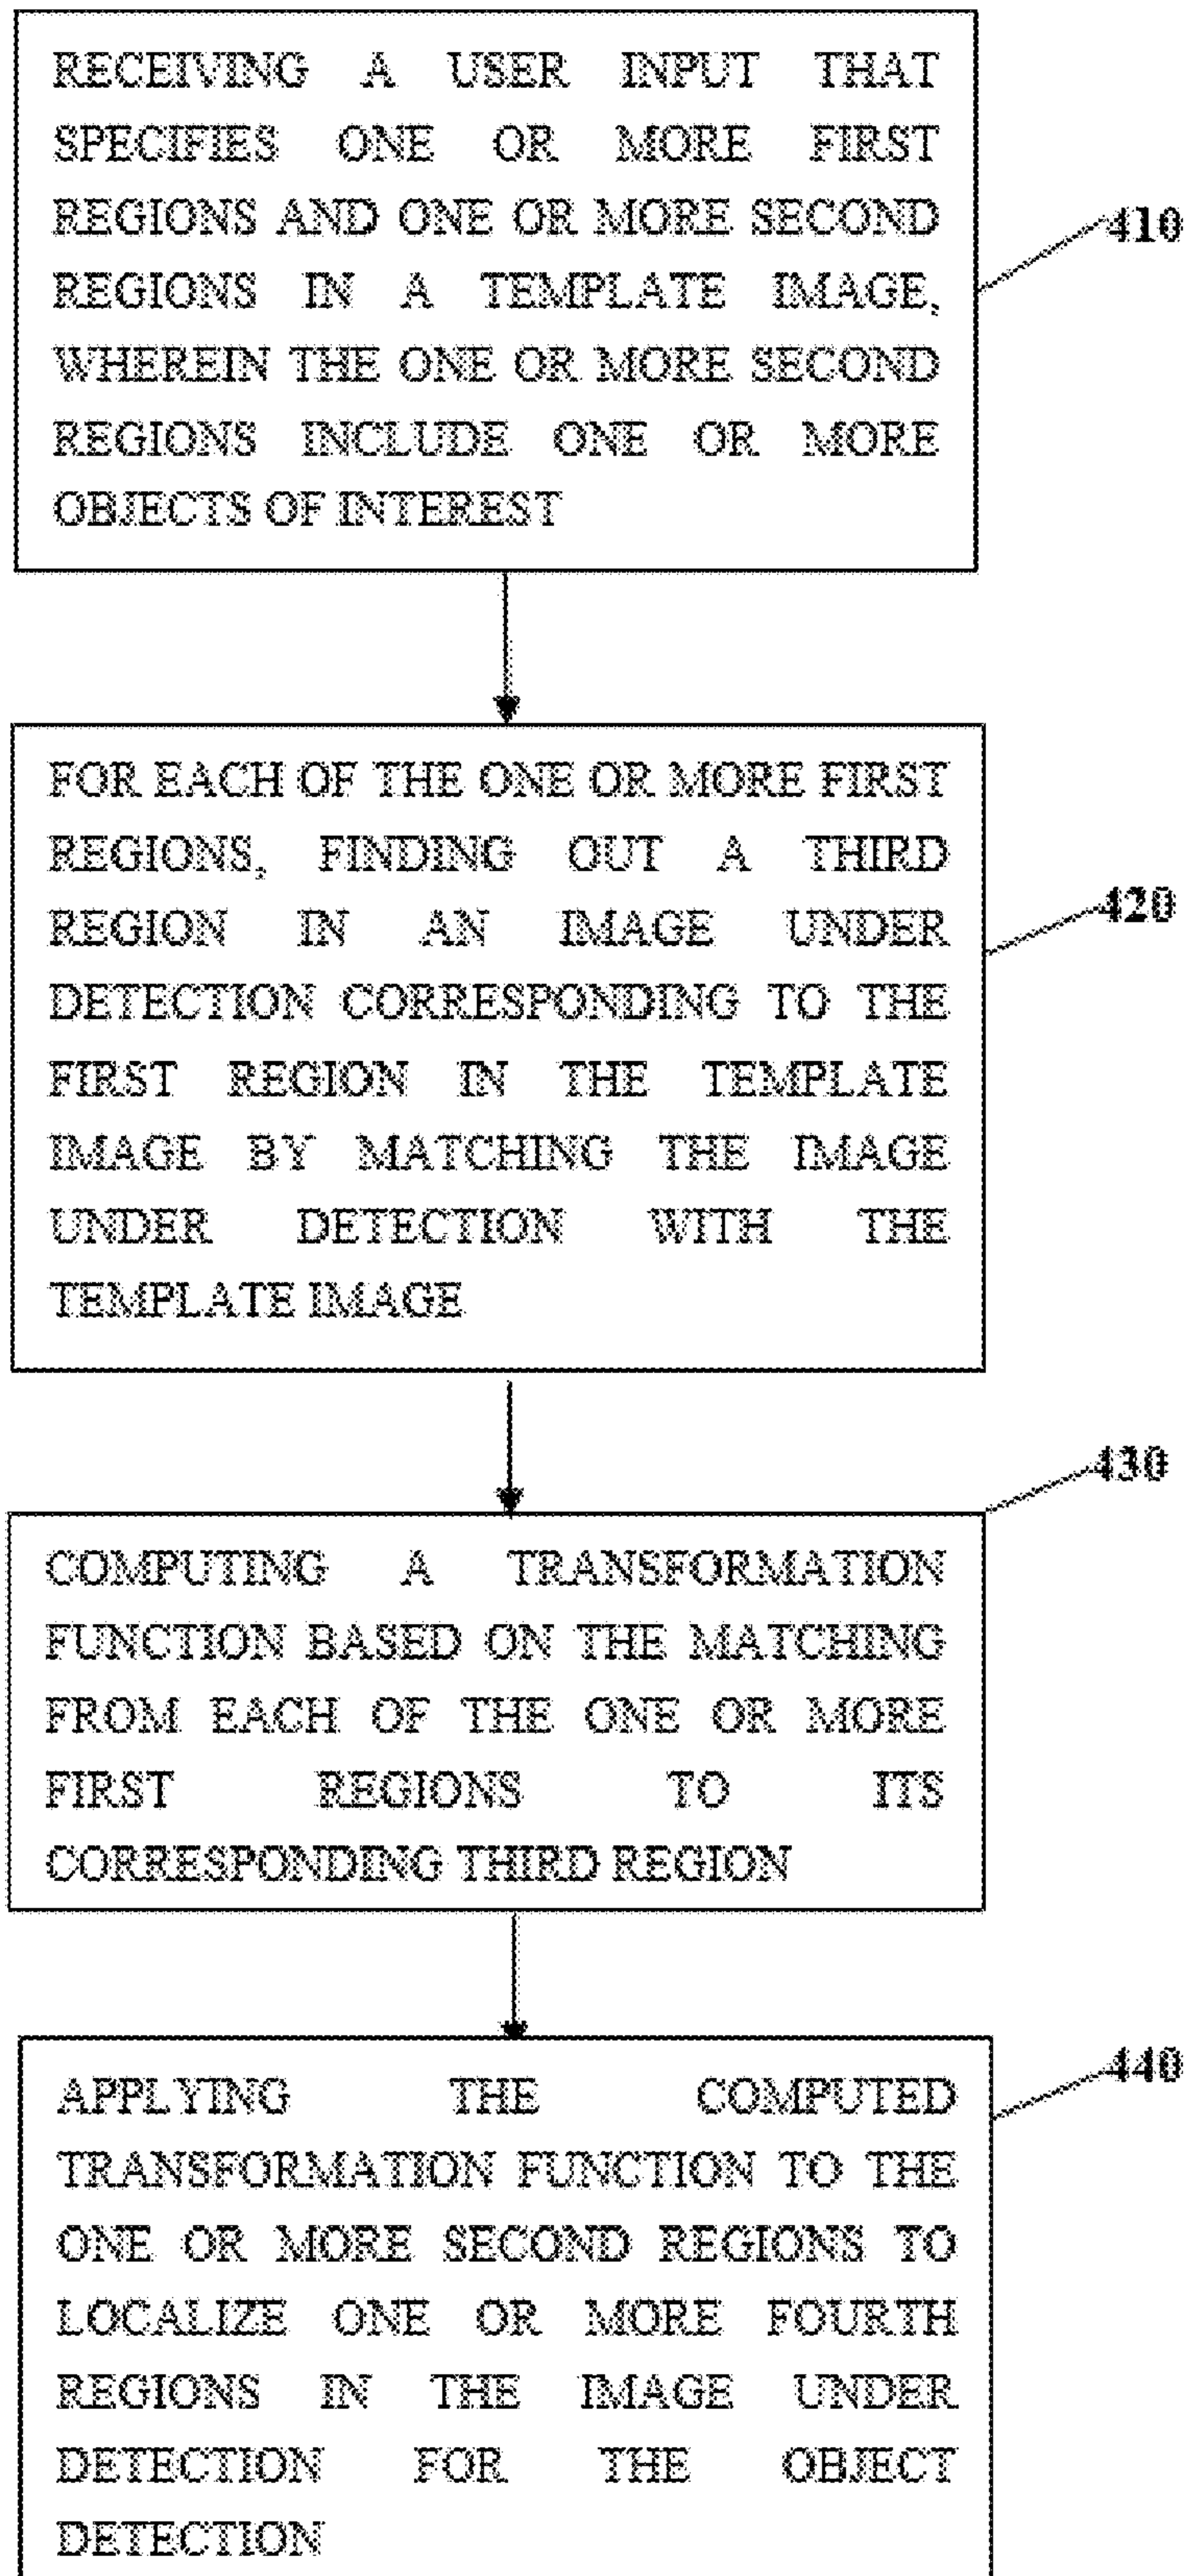 RECEIVING A USER INPUT THAT
SPECIFIES ONE OR MORE FIRST
REGIONS AND ONE OR MORE SECOND
REGIONS IN A TEMPLATE IMAGE,
WHEREIN THE ONE OR MORE SECOND
REGIONS INCLUDE ONE OR MORE
OBJECTS OF INTEREST
410
FOR EACH OF THE ONE OR MORE FIRST
REGIONS, FINDING OUT A THIRD
REGION IN AN IMAGE UNDER
DETECTION CORRESPONDING TO THE
FIRST REGION IN THE TEMPLATE
IMAGE BY MATCHING THE IMAGE
UNDER DETECTION WITH THE
TEMPLATE IMAGE
420
430
COMPUTING A TRANSFORMATION
FUNCTION BASED ON THE MATCHING
FROM EACH OF THE ONE OR MORE
FIRST REGIONS TO ITS
CORRESPONDING THIRD REGION
440
APPLYING THE COMPUTED
TRANSFORMATION FUNCTION TO THE
ONE OR MORE SECOND REGIONS TO
LOCALIZE ONE OR MORE FOURTH
REGIONS IN THE IMAGE UNDER
DETECTION FOR THE OBJECT
DETECTION